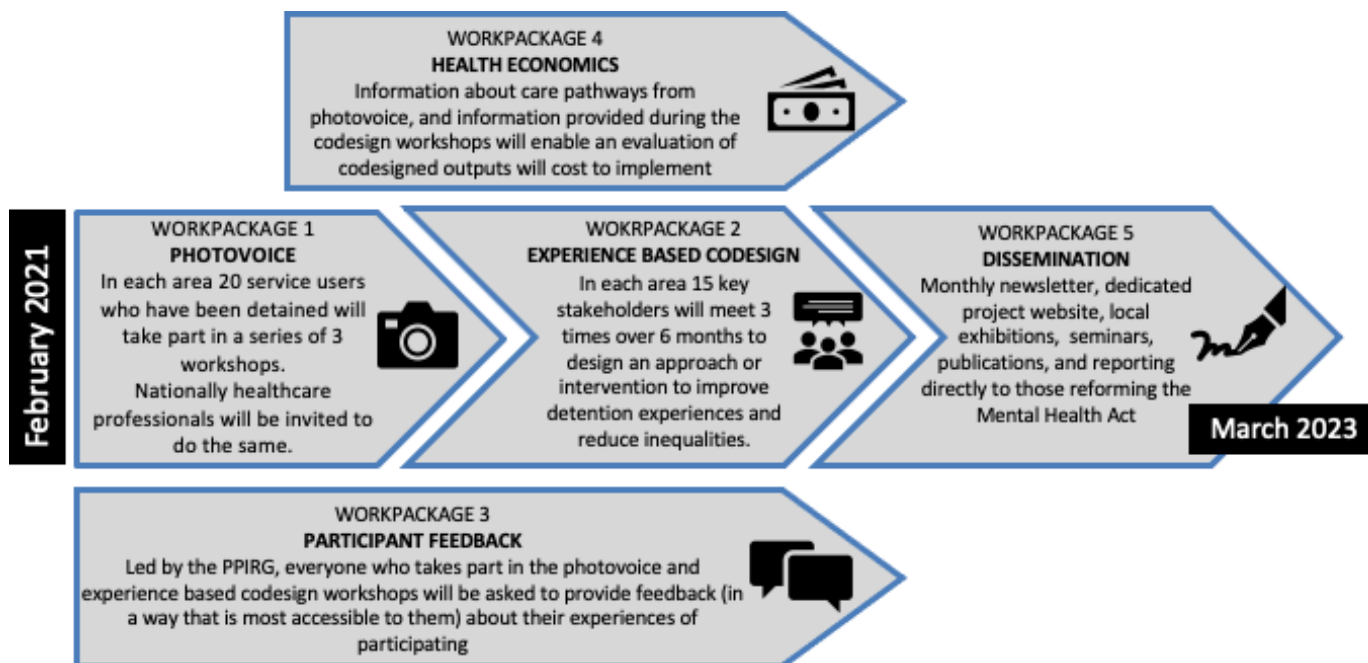 WORKPACKAGE 4
HEALTH ECONOMICS
Information about care pathways from
photovoice, and information provided during the
codesign workshops will enable an evaluation of
codesigned outputs will cost to implement
February 2021
WORKPACKAGE 1
PHOTOVOICE
In each area 20 service users
who have been detained will
take part in a series of 3
workshops.
Nationally healthcare
professionals will be invited to
do the same.
WOKRPACKAGE 2
EXPERIENCE BASED CODESIGN
In each area 15 key
stakeholders will meet 3
times over 6 months to
design an approach or
intervention to improve
detention experiences and
reduce inequalities.
WORKPACKAGE 5
DISSEMINATION
Monthly newsletter, dedicated
project website, local
exhibitions, seminars,
publications, and reporting
directly to those reforming the
Mental Health Act
March 2023
WORKPACKAGE 3
PARTICIPANT FEEDBACK
Led by the PPIRG, everyone who takes part in the photovoice and
experience based codesign workshops will be asked to provide feedback (in
a way that is most accessible to them) about their experiences of
participating